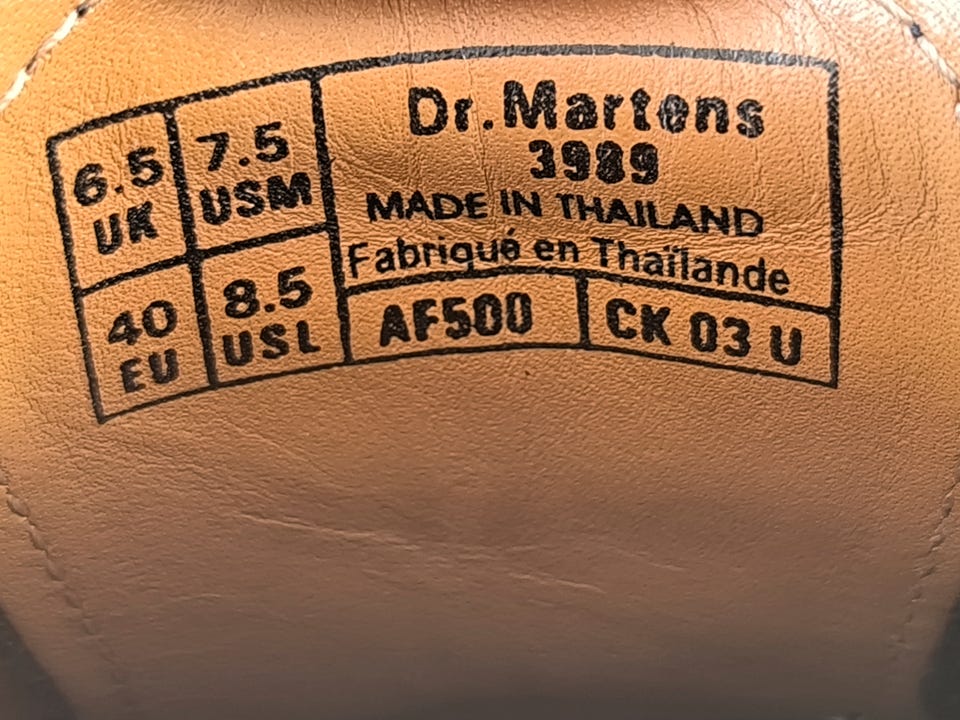 6.5
UK
7.5
USM
40
EU
8.5
USL
Dr.Martens
3989
MADE IN THAILAND
Fabriqué en Thaïlande
AF500
CK 03 U